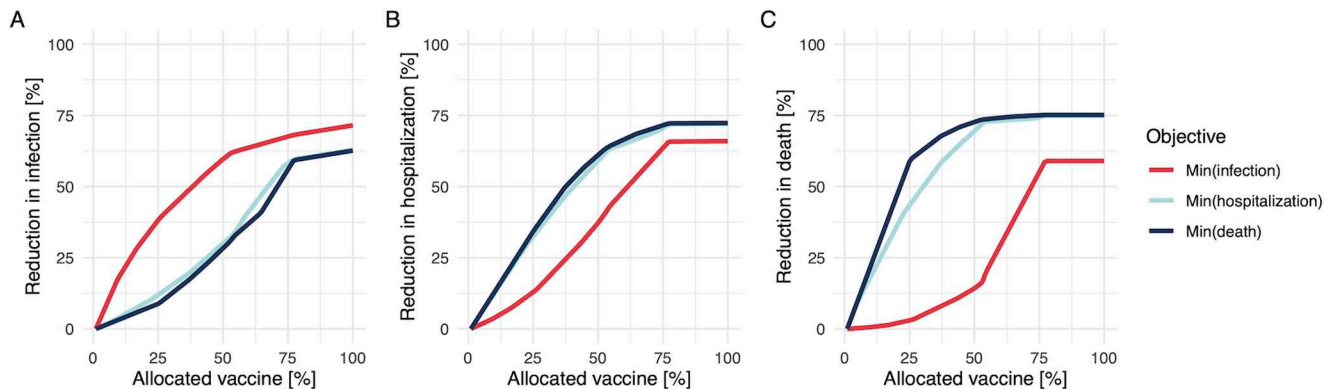 A
Reduction in infection [%]
100
75
50
25
0
0 25 50 75 100
Allocated vaccine [%]
B
Reduction in hospitalization [%]
100
75
50
25
0
0 25 50 75 100
Allocated vaccine [%]
C
Reduction in death [%]
100
75
50
25
0
0 25 50 75 100
Allocated vaccine [%]
Objective
Min(infection)
Min(hospitalization)
Min(death)